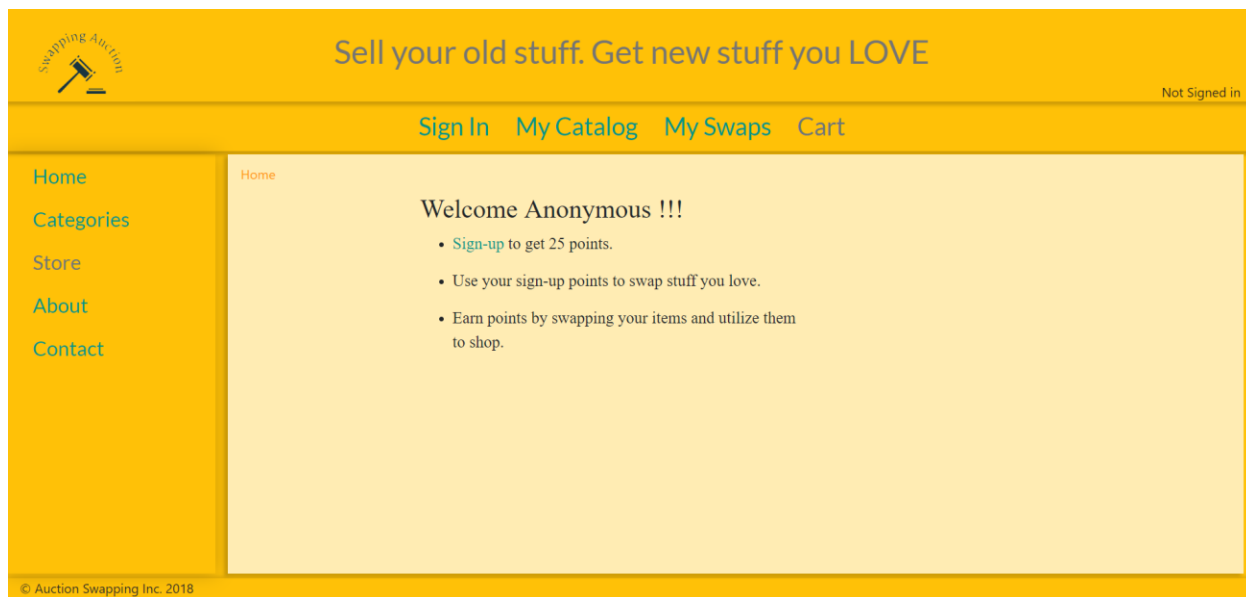 Swapping Auction
Sell your old stuff. Get new stuff you LOVE
Not Signed in
Sign In My Catalog My Swaps Cart
Home
Categories
Store
About
Contact
Home
Welcome Anonymous !!!
• Sign-up to get 25 points.
• Use your sign-up points to swap stuff you love.
• Earn points by swapping your items and utilize them
to shop.
© Auction Swapping Inc. 2018